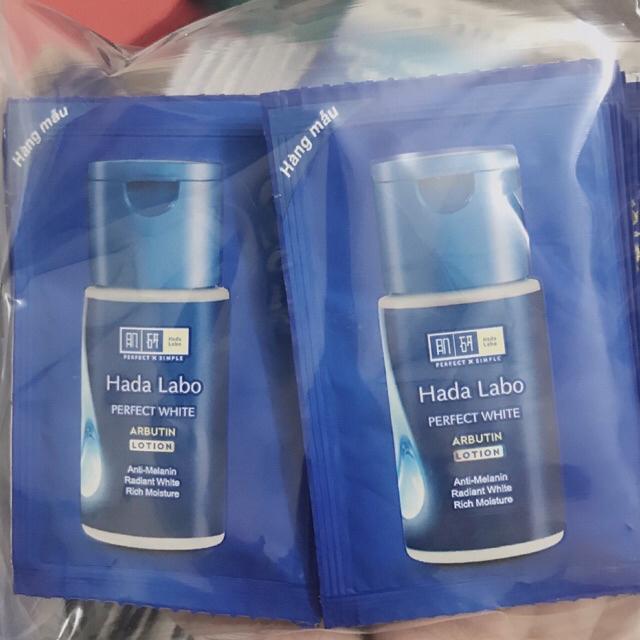 Hàng mẫu
肌研 Hada Labo
PERFECT X SIMPLE
Hada Labo
PERFECT WHITE
ARBUTIN
LOTION
Anti-Melanin
Radiant White
Rich Moisture
Hàng mẫu
肌研 Hada Labo
PERFECT X SIMPLE
Hada Labo
PERFECT WHITE
ARBUTIN
LOTION
Anti-Melanin
Radiant White
Rich Moisture